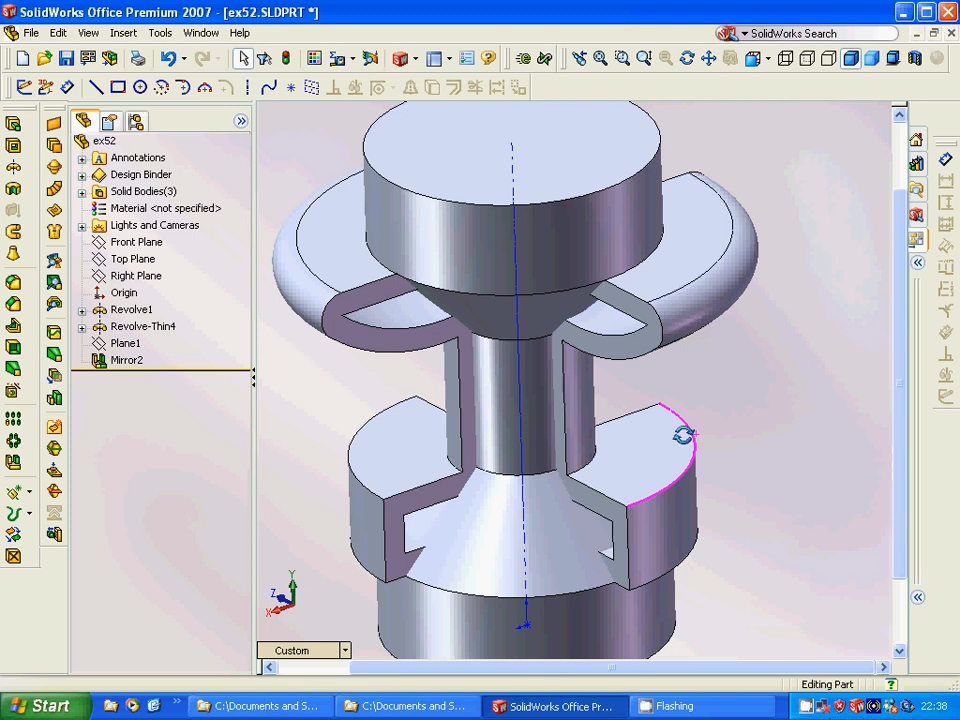 SolidWorks Office Premium 2007 - [ex52.SLDPRT *]
File Edit View Insert Tools Window Help
SolidWorks Search
ex52
Annotations
Design Binder
Solid Bodies(3)
Material <not specified>
Lights and Cameras
Front Plane
Top Plane
Right Plane
Origin
Revolve1
Revolve-Thin4
Plane1
Mirror2
Y
Z
X
Custom
Editing Part
Start
C:\Documents and S...
C:\Documents and S...
SolidWorks Office Pr...
Flashing
22:38